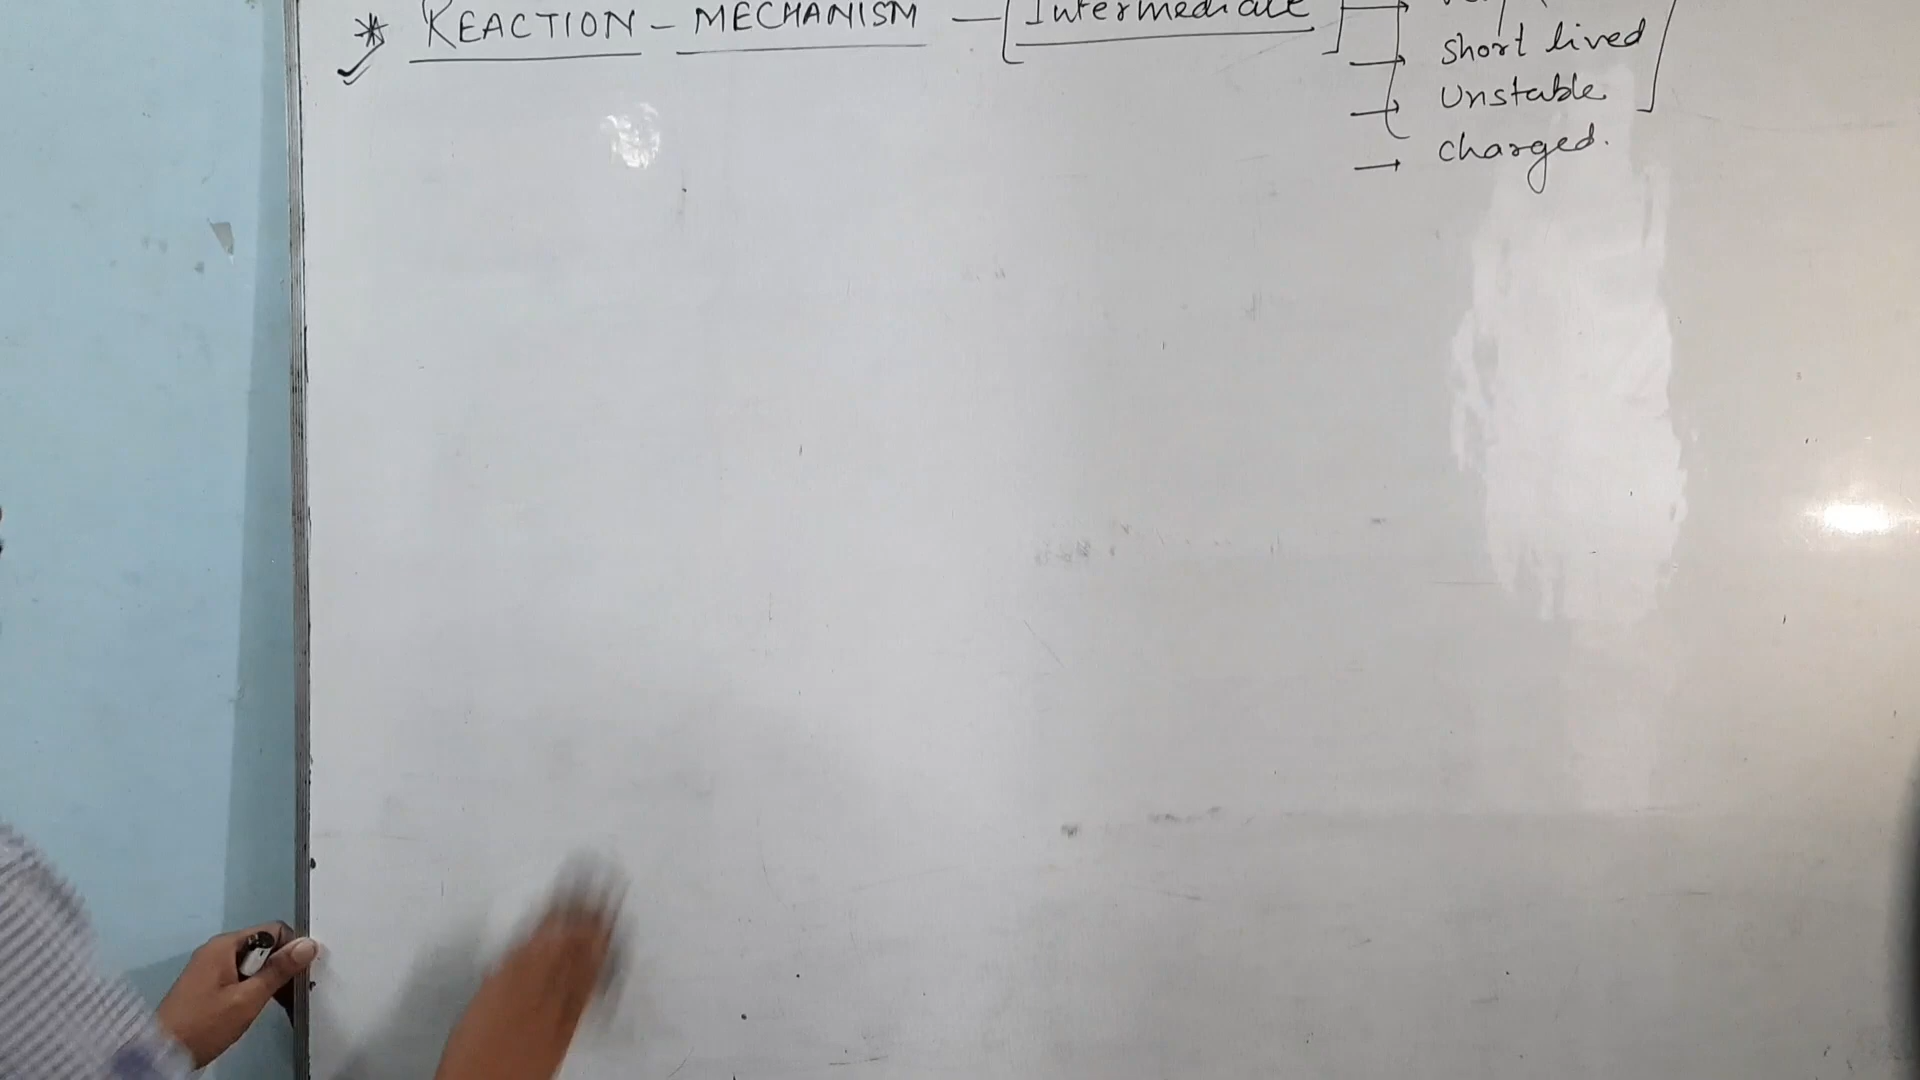 * REACTION - MECHANISM - [Intermediate]
→ Short lived
→ Unstable
→ charged.